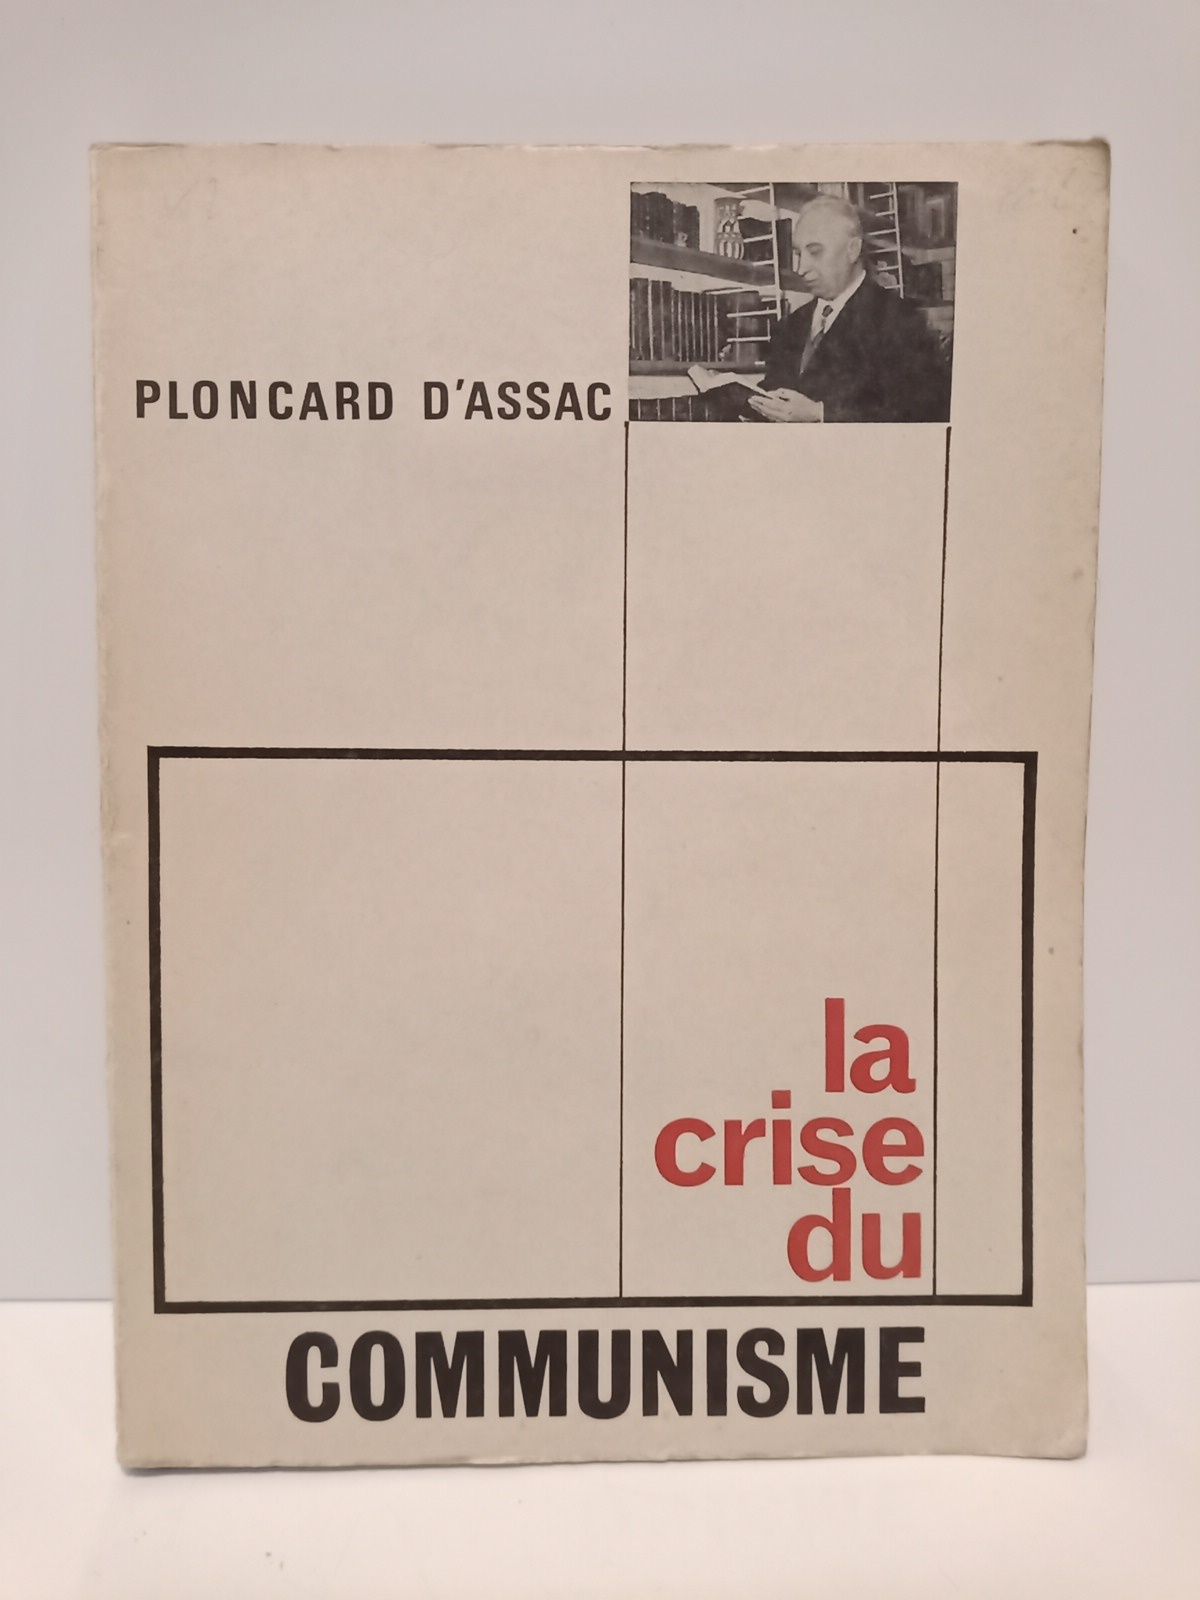 PLONCARD D'ASSAC
la
crise
du
COMMUNISME